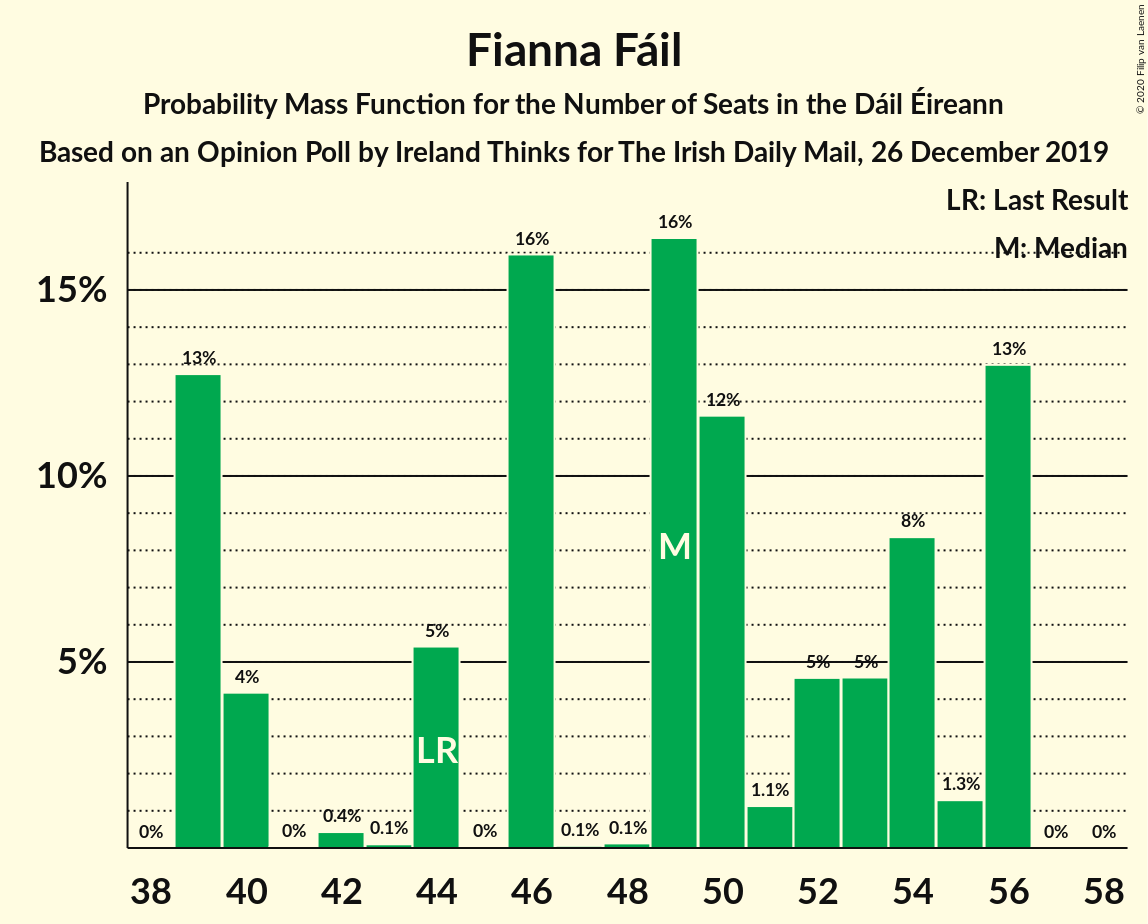 Fianna Fáil
Probability Mass Function for the Number of Seats in the Dáil Éireann
Based on an Opinion Poll by Ireland Thinks for The Irish Daily Mail, 26 December 2019
© 2020 Filip van Laenen
LR: Last Result
M: Median
15%
10%
5%
0%
13%
4%
0%
0.4%
0.1%
5%
0%
16%
0.1%
0.1%
16%
12%
1.1%
5%
5%
8%
1.3%
13%
0%
0%
LR
M
38 40 42 44 46 48 50 52 54 56 58